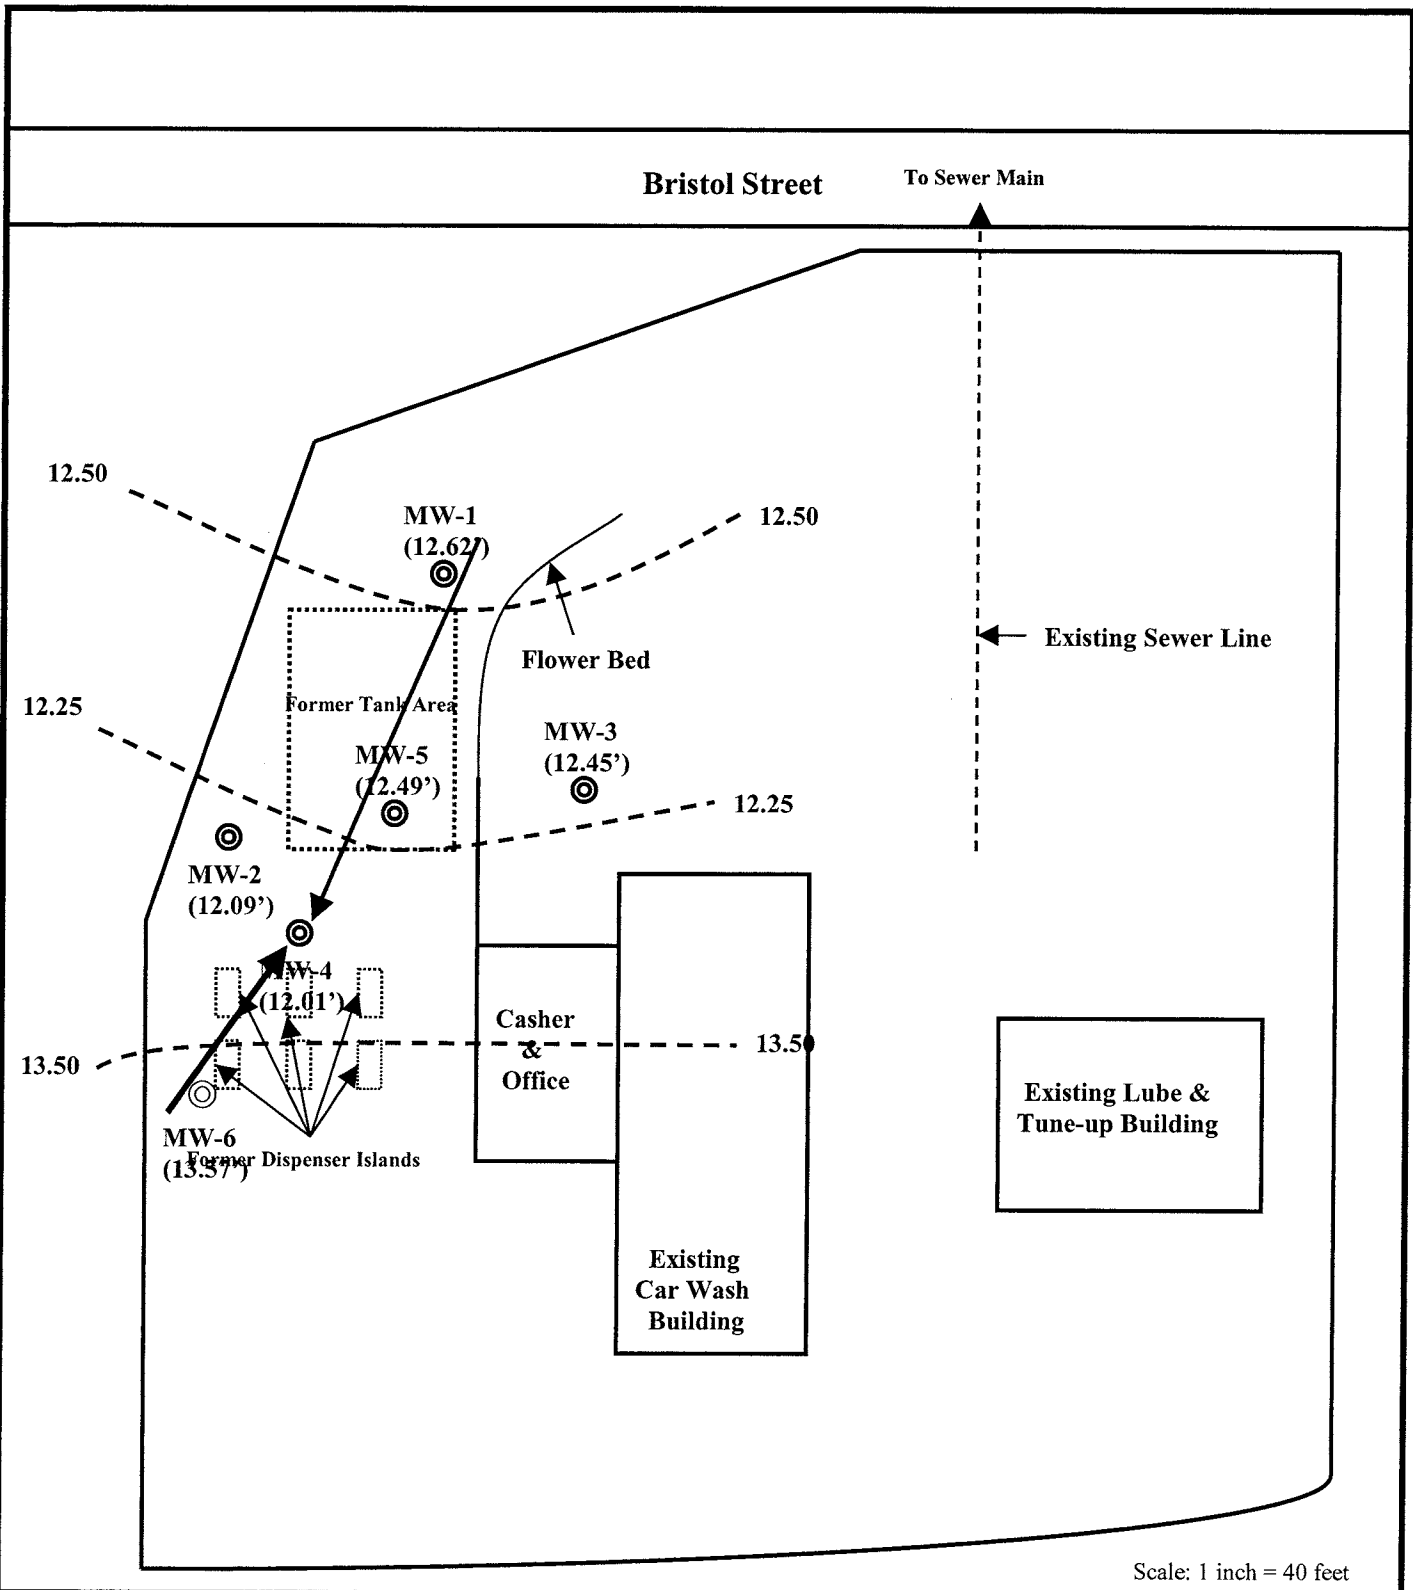 Bristol Street
To Sewer Main
12.50
MW-1
(12.62')
12.50
Existing Sewer Line
Flower Bed
12.25
Former Tank Area
MW-3
(12.45’)
MW-5
(12.49’)
12.25
MW-2
(12.09’)
MW-4
(12.01’)
Casher
&
Office
13.50
13.50
Existing Lube &
Tune-up Building
MW-6
(13.57’)
Former Dispenser Islands
Existing
Car Wash
Building
Scale: 1 inch = 40 feet